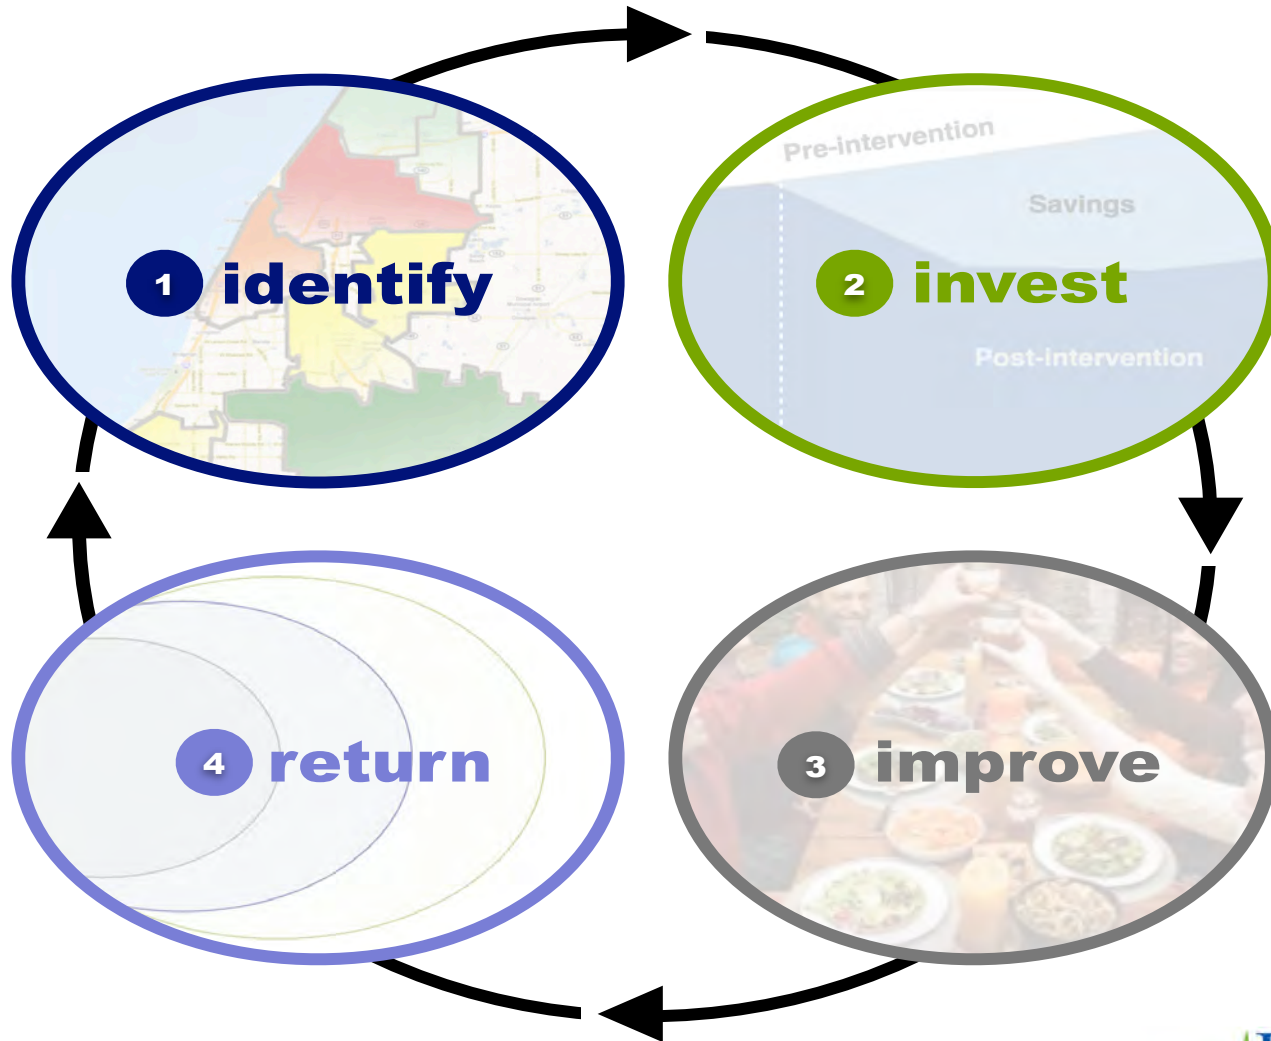 1 identify
Pre-intervention
Savings
2 invest
Post-intervention
4 return
3 improve